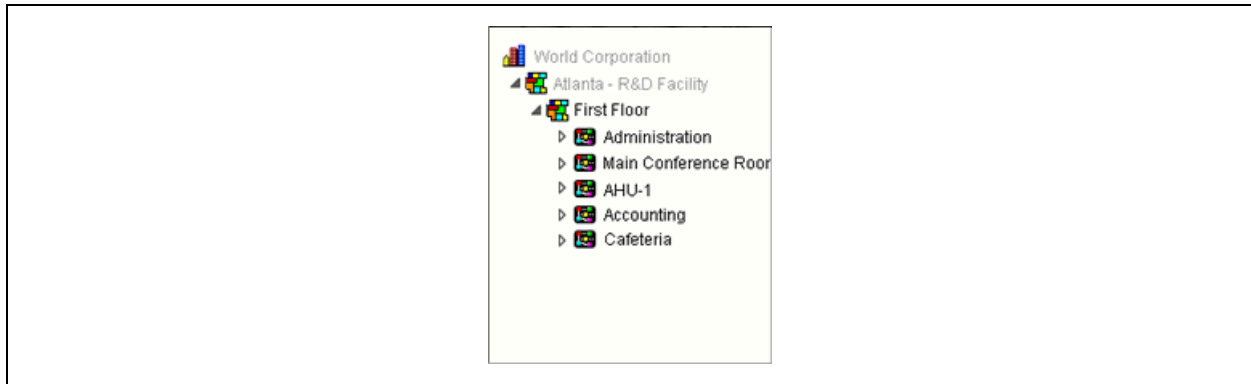 World Corporation
Atlanta - R&D Facility
First Floor
Administration
Main Conference Roor
AHU-1
Accounting
Cafeteria